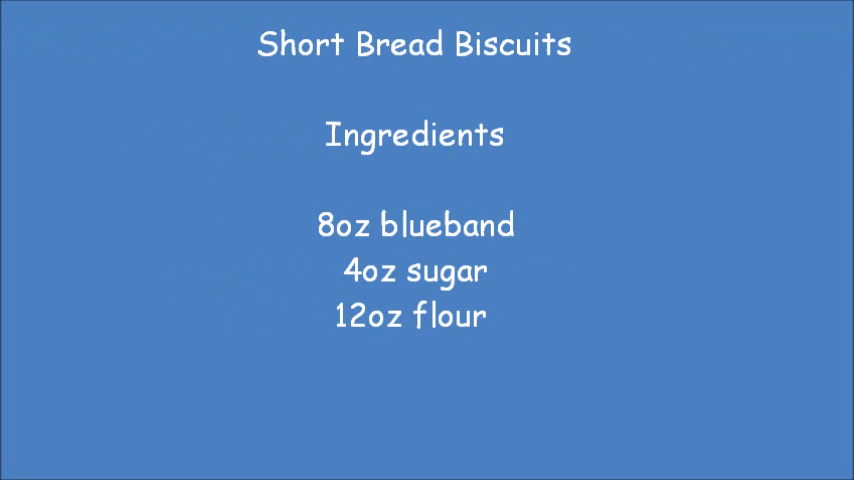 Short Bread Biscuits
Ingredients
8oz blueband
4oz sugar
12oz flour